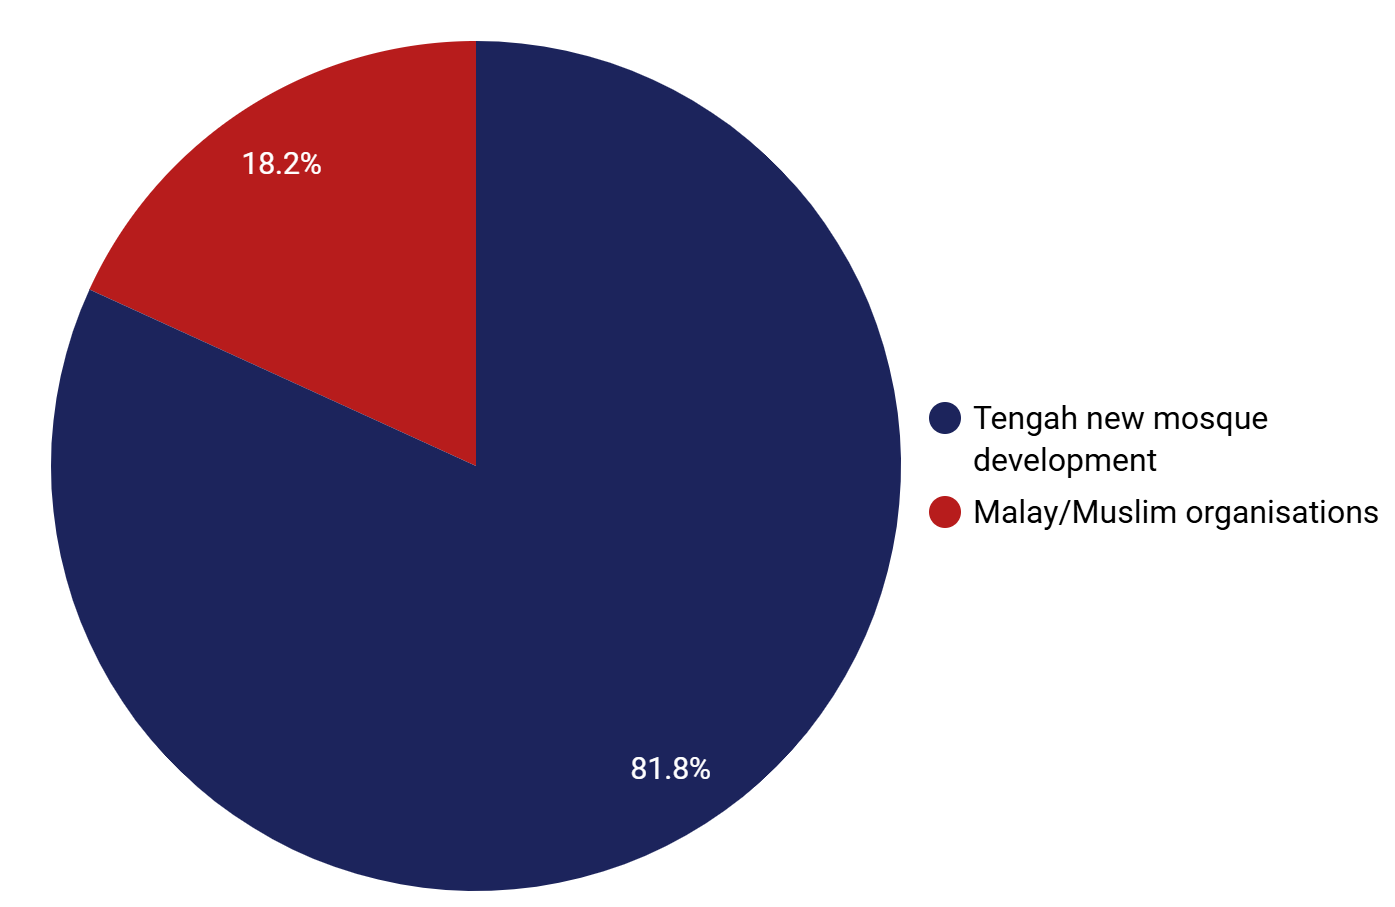 18.2%
81.8%
Tengah new mosque
development
Malay/Muslim organisations